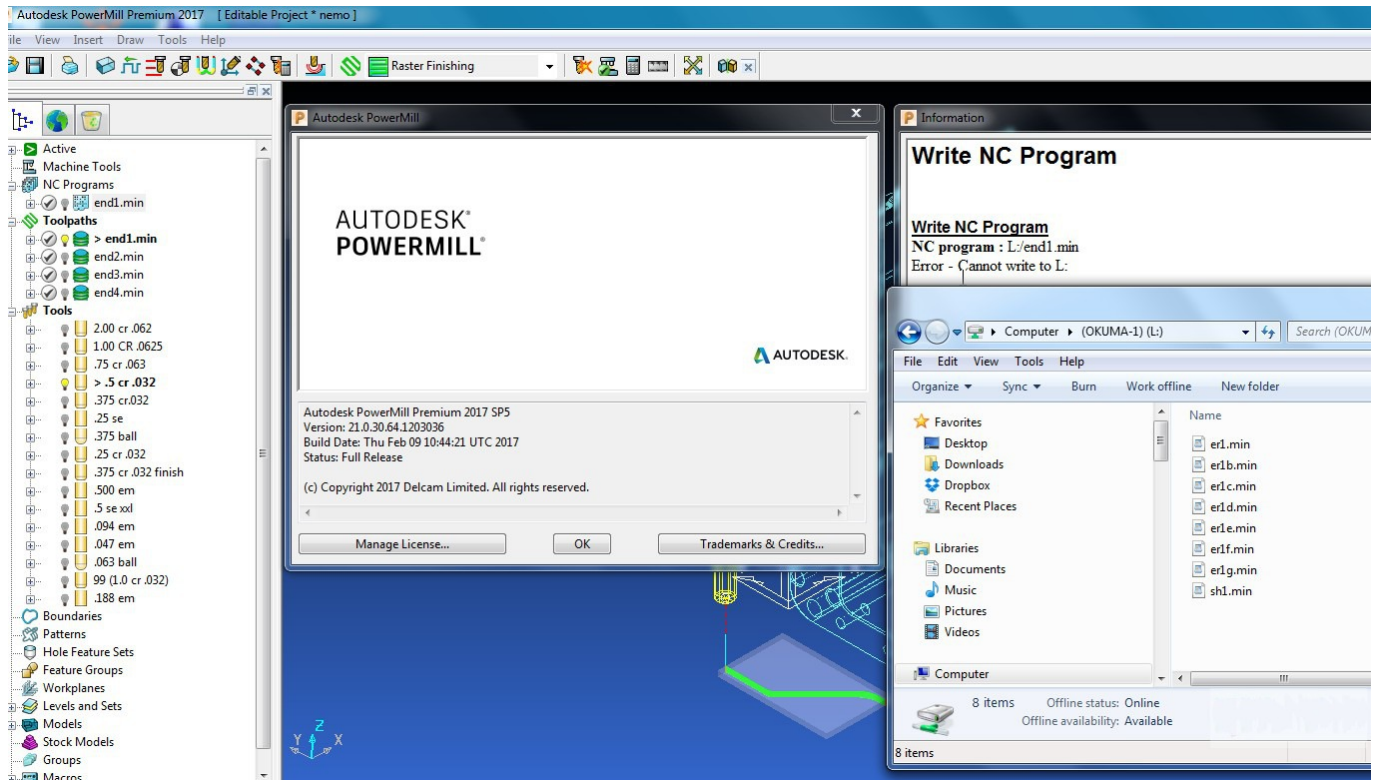 Autodesk PowerMill Premium 2017 [ Editable Project * nemo ]
File View Insert Draw Tools Help
Raster Finishing
Active
Machine Tools
NC Programs
end1.min
Toolpaths
> end1.min
end2.min
end3.min
end4.min
Tools
2.00 cr .062
1.00 CR .0625
.75 cr .063
> .5 cr .032
.375 cr.032
.25 se
.375 ball
.25 cr .032
.375 cr .032 finish
.500 em
.5 se xxl
.094 em
.047 em
.063 ball
99 (1.0 cr .032)
.188 em
Boundaries
Patterns
Hole Feature Sets
Feature Groups
Workplanes
Levels and Sets
Models
Stock Models
Groups
Macros
Autodesk PowerMill
x
AUTODESK®
POWERMILL®
AUTODESK.
Autodesk PowerMill Premium 2017 SP5
Version: 21.0.30.64.1203036
Build Date: Thu Feb 09 10:44:21 UTC 2017
Status: Full Release
(c) Copyright 2017 Delcam Limited. All rights reserved.
Manage License... OK Trademarks & Credits...
Z
Y X
Information
Write NC Program
Write NC Program
NC program : L:/end1.min
Error - Cannot write to L:
Computer (OKUMA-1) (L:) Search (OKUM
File Edit View Tools Help
Organize Sync Burn Work offline New folder
Favorites
Desktop
Downloads
Dropbox
Recent Places
Libraries
Documents
Music
Pictures
Videos
Computer
Name
er1.min
er1b.min
er1c.min
er1d.min
er1e.min
er1f.min
er1g.min
sh1.min
8 items Offline status: Online
Offline availability: Available
8 items